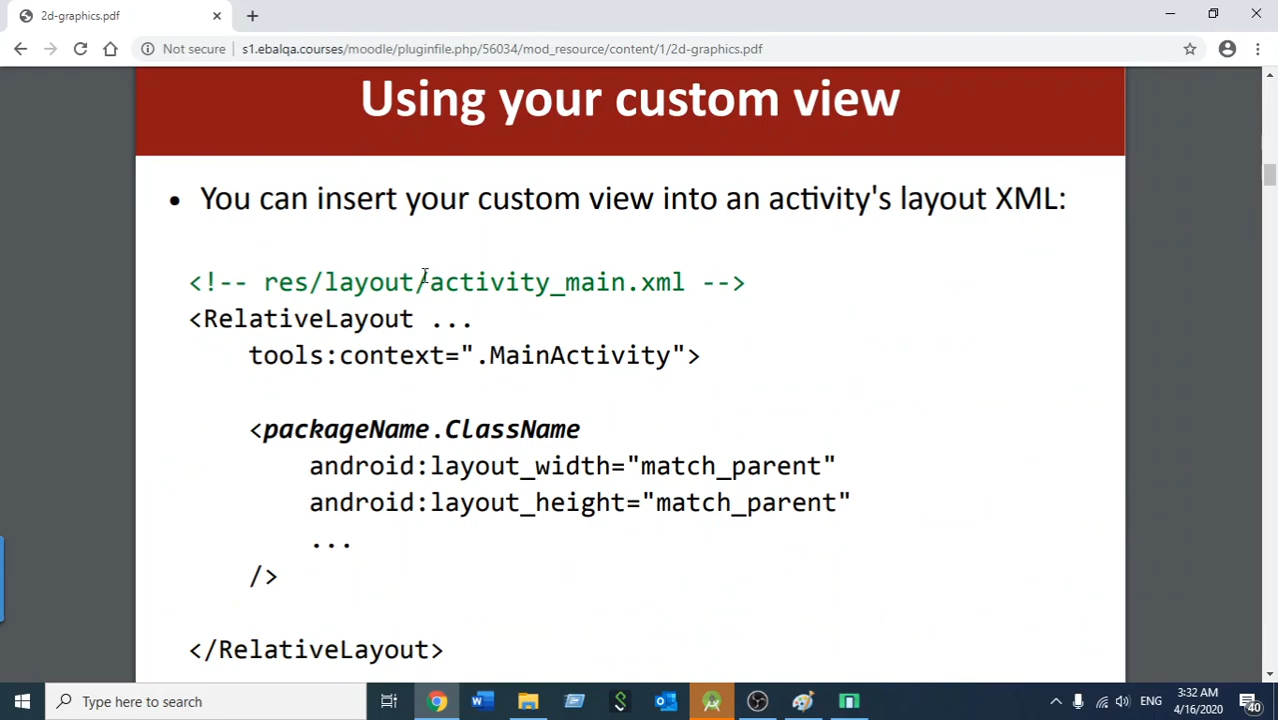 2d-graphics.pdf
Not secure
s1.ebalqa.courses/moodle/pluginfile.php/56034/mod_resource/content/1/2d-graphics.pdf
Using your custom view
• You can insert your custom view into an activity's layout XML:
<!-- res/layout/activity_main.xml -->
<RelativeLayout ...
tools:context=".MainActivity">
<packageName.ClassName
android:layout_width="match_parent"
android:layout_height="match_parent"
...
/>
</RelativeLayout>
Type here to search
ENG
3:32 AM
4/16/2020
40